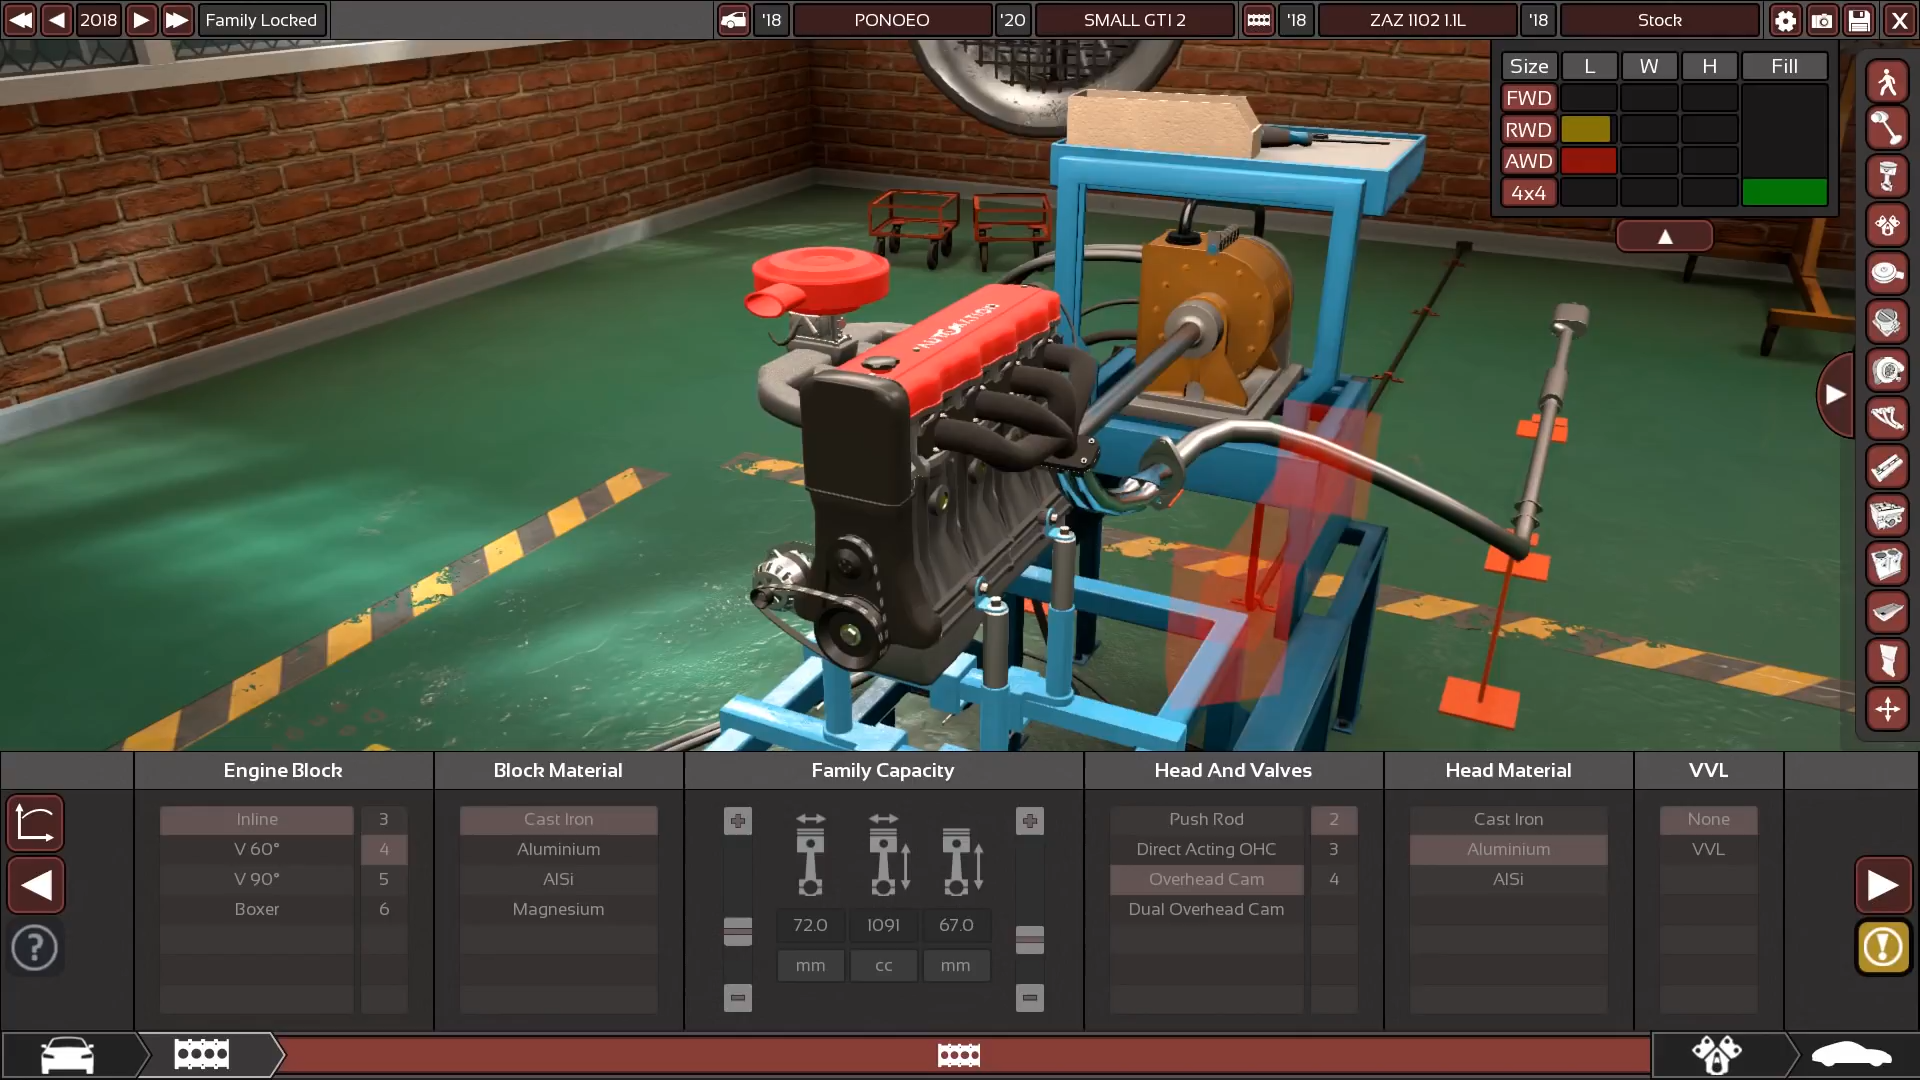 2018 Family Locked '18 PONOEO '20 SMALL GTI 2 '18 ZAZ 1102 1.1L '18 Stock X
Size L W H Fill
FWD
RWD
AWD
4x4
AUTOMATION
Engine Block Block Material Family Capacity Head And Valves Head Material VVL
Inline 3 Cast Iron Push Rod 2 Cast Iron None
V 60° 4 Aluminium Direct Acting OHC 3 Aluminium VVL
V 90° 5 AlSi Overhead Cam 4 AlSi
Boxer 6 Magnesium 72.0 1091 67.0 Dual Overhead Cam
mm cc mm